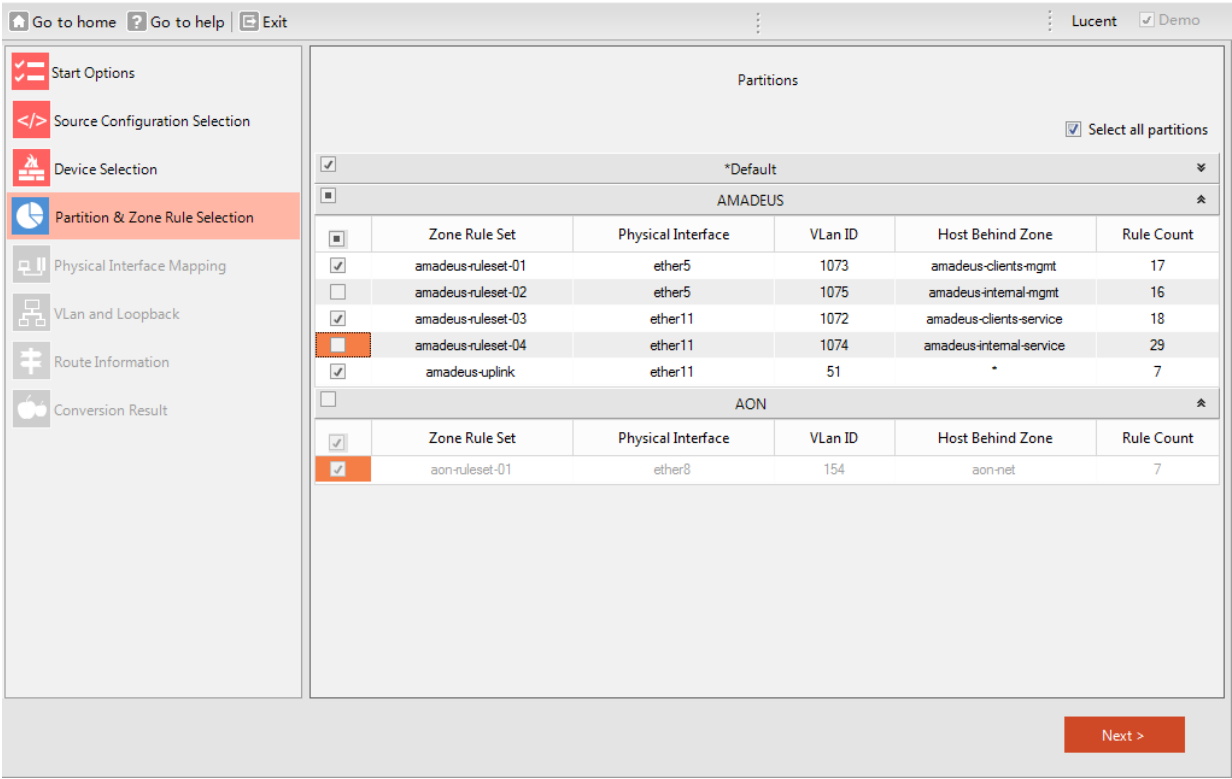 Go to home ? Go to help Exit Lucent Demo
Start Options
</> Source Configuration Selection
Device Selection
Partition & Zone Rule Selection
Physical Interface Mapping
VLan and Loopback
Route Information
Conversion Result
Partitions
Select all partitions
*Default
AMADEUS
Zone Rule Set Physical Interface VLan ID Host Behind Zone Rule Count
amadeus-ruleset-01 ether5 1073 amadeus-clients-mgmt 17
amadeus-ruleset-02 ether5 1075 amadeus-internal-mgmt 16
amadeus-ruleset-03 ether11 1072 amadeus-clients-service 18
amadeus-ruleset-04 ether11 1074 amadeus-internal-service 29
amadeus-uplink ether11 51 * 7
AON
Zone Rule Set Physical Interface VLan ID Host Behind Zone Rule Count
aon-ruleset-01 ether8 154 aon-net 7
Next >